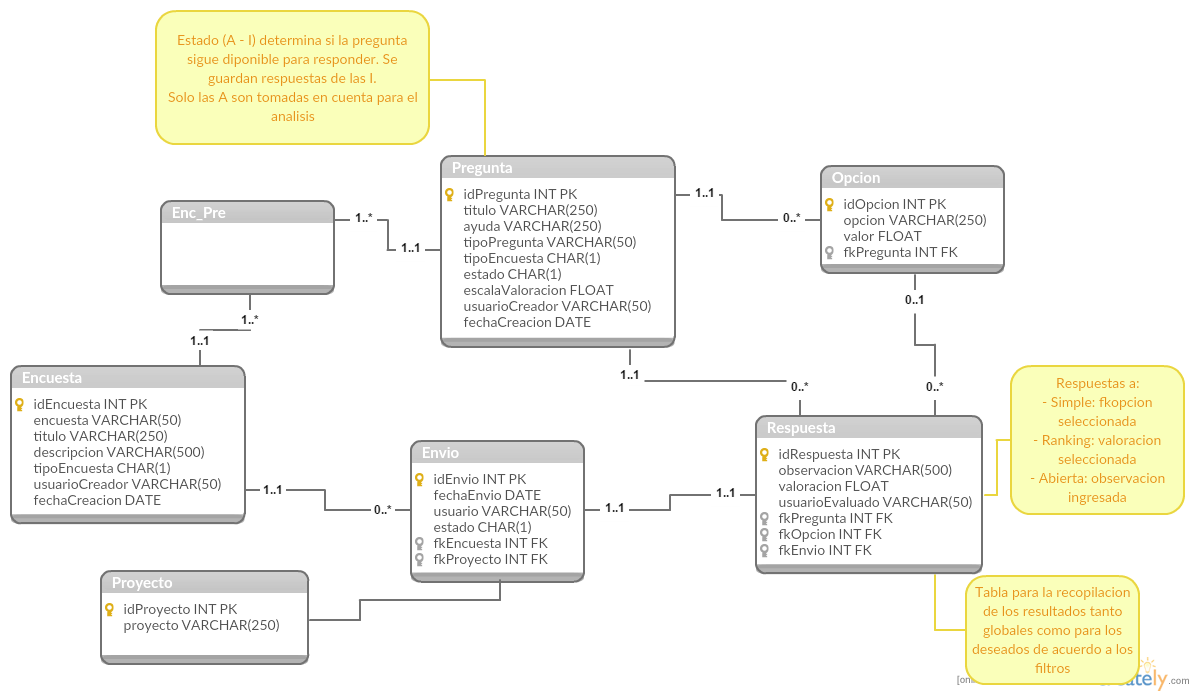 Estado (A - I) determina si la pregunta
sigue diponible para responder. Se
guardan respuestas de las I.
Solo las A son tomadas en cuenta para el
analisis
Pregunta
idPregunta INT PK
titulo VARCHAR(250)
ayuda VARCHAR(250)
tipoPregunta VARCHAR(50)
tipoEncuesta CHAR(1)
estado CHAR(1)
escalaValoracion FLOAT
usuarioCreador VARCHAR(50)
fechaCreacion DATE
1..1
0..*
Opcion
idOpcion INT PK
opcion VARCHAR(250)
valor FLOAT
fkPregunta INT FK
Enc_Pre
1..*
1..1
1..*
1..1
0..1
0..*
1..1
0..*
Encuesta
idEncuesta INT PK
encuesta VARCHAR(50)
titulo VARCHAR(250)
descripcion VARCHAR(500)
tipoEncuesta CHAR(1)
usuarioCreador VARCHAR(50)
fechaCreacion DATE
1..1
0..*
Envio
idEnvio INT PK
fechaEnvio DATE
usuario VARCHAR(50)
estado CHAR(1)
fkEncuesta INT FK
fkProyecto INT FK
1..1
1..1
Respuesta
idRespuesta INT PK
observacion VARCHAR(500)
valoracion FLOAT
usuarioEvaluado VARCHAR(50)
fkPregunta INT FK
fkOpcion INT FK
fkEnvio INT FK
Respuestas a:
- Simple: fkopcion
seleccionada
- Ranking: valoracion
seleccionada
- Abierta: observacion
ingresada
Proyecto
idProyecto INT PK
proyecto VARCHAR(250)
Tabla para la recopilacion
de los resultados tanto
globales como para los
deseados de acuerdo a los
filtros
.com